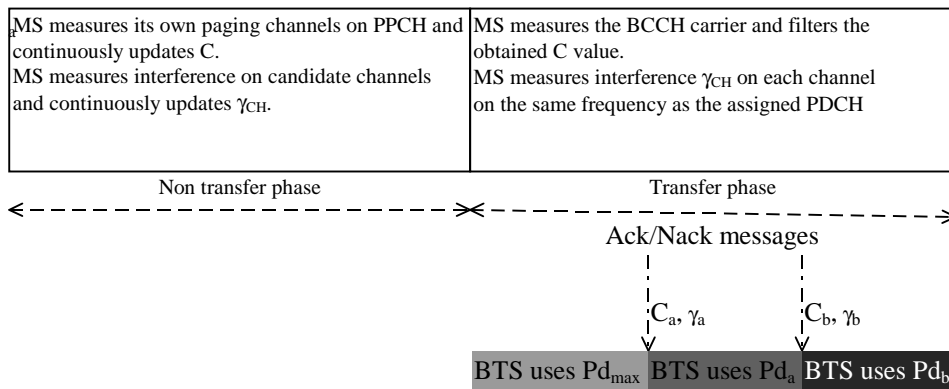 a
MS measures its own paging channels on PPCH and
continuously updates C.
MS measures interference on candidate channels
and continuously updates γCH.
MS measures the BCCH carrier and filters the
obtained C value.
MS measures interference γCH on each channel
on the same frequency as the assigned PDCH
Non transfer phase
Transfer phase
Ack/Nack messages
Ca, γa
Cb, γb
BTS uses Pdmax
BTS uses Pda
BTS uses Pdb